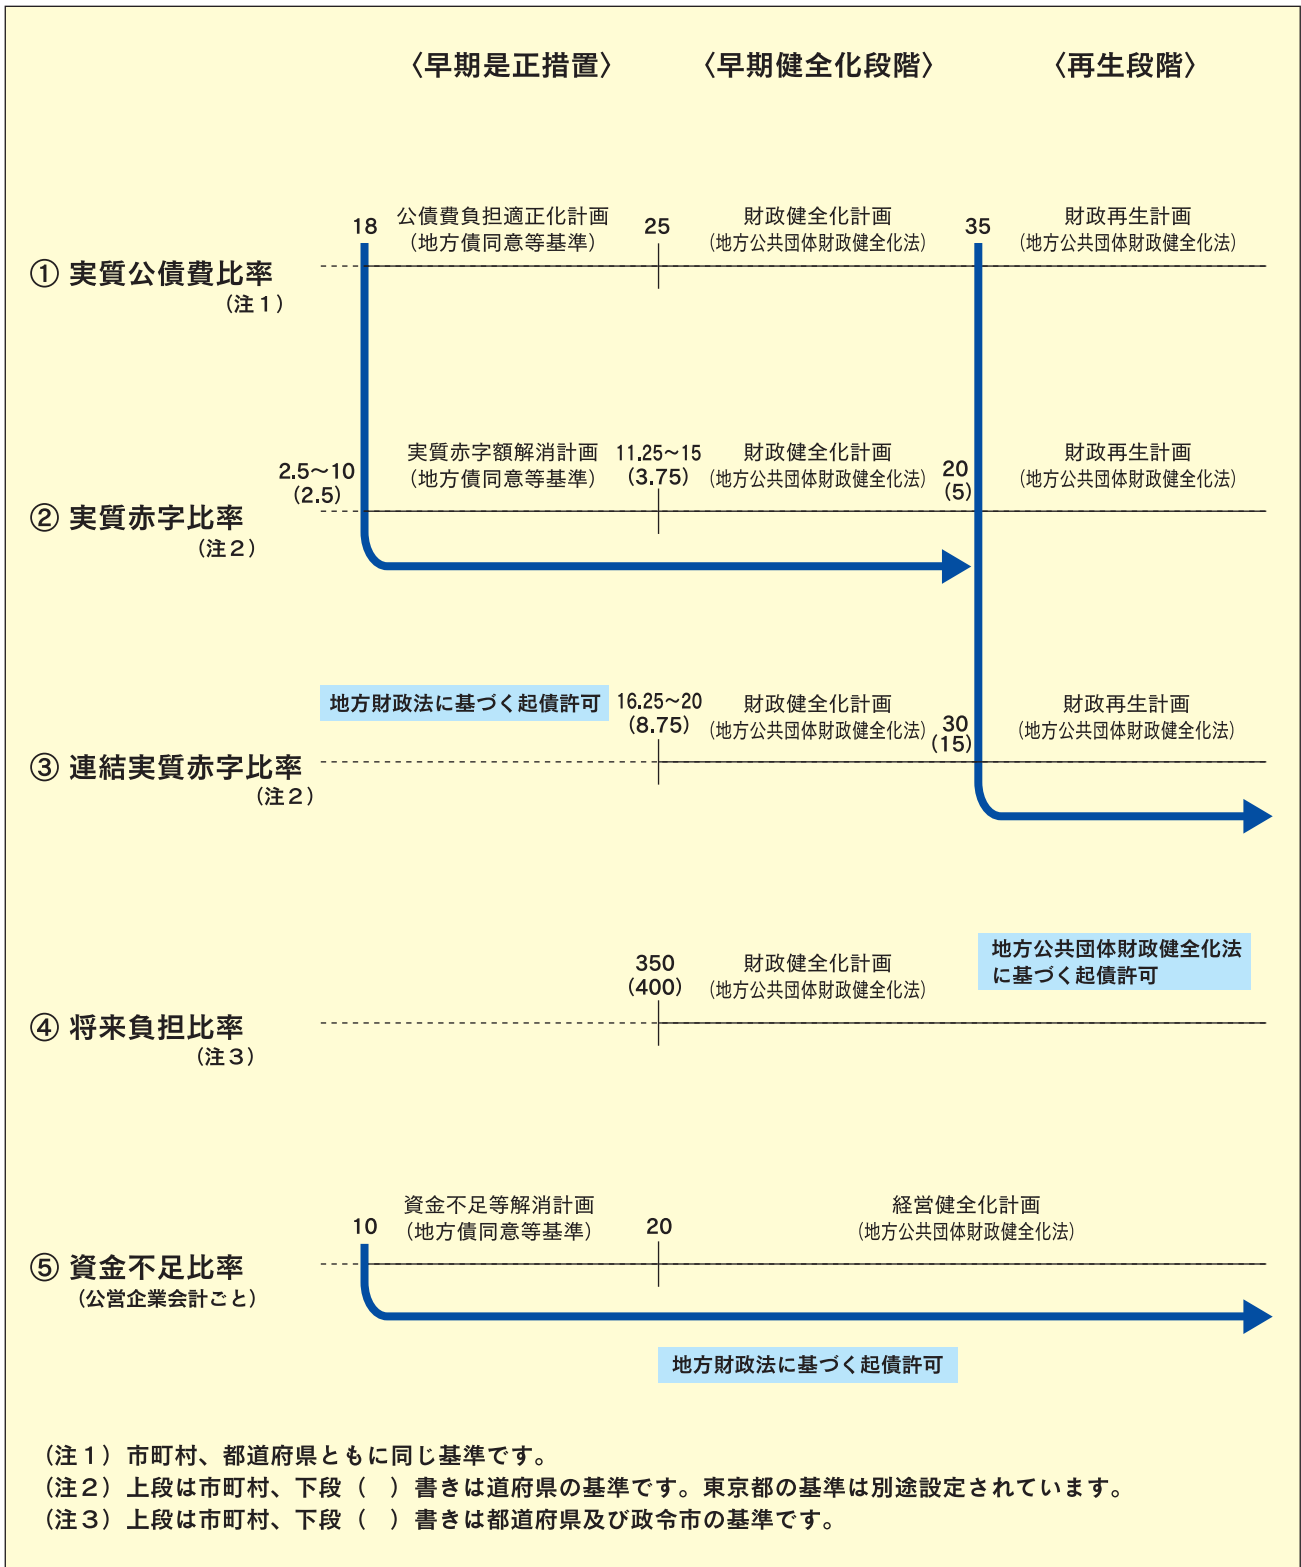 〈早期是正措置〉 〈早期健全化段階〉 〈再生段階〉
18 公債費負担適正化計画 25 財政健全化計画 35 財政再生計画
(地方債同意等基準) (地方公共団体財政健全化法) (地方公共団体財政健全化法)
① 実質公債費比率
(注1)
2.5～10 実質赤字額解消計画 11.25～15 財政健全化計画 20 財政再生計画
(2.5) (地方債同意等基準) (3.75) (地方公共団体財政健全化法) (5) (地方公共団体財政健全化法)
② 実質赤字比率
(注2)
地方財政法に基づく起債許可 16.25～20 財政健全化計画 30 財政再生計画
(8.75) (地方公共団体財政健全化法) (15) (地方公共団体財政健全化法)
③ 連結実質赤字比率
(注2)
350 財政健全化計画 地方公共団体財政健全化法
(400) (地方公共団体財政健全化法) に基づく起債許可
④ 将来負担比率
(注3)
10 資金不足等解消計画 20 経営健全化計画
(地方債同意等基準) (地方公共団体財政健全化法)
⑤ 資金不足比率
(公営企業会計ごと)
地方財政法に基づく起債許可
(注1) 市町村、都道府県ともに同じ基準です。
(注2) 上段は市町村、下段( )書きは道府県の基準です。東京都の基準は別途設定されています。
(注3) 上段は市町村、下段( )書きは都道府県及び政令市の基準です。